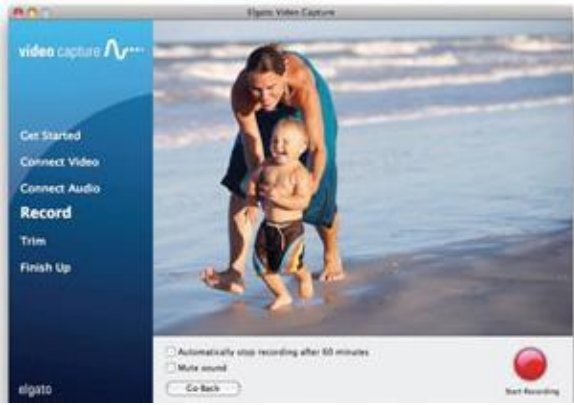 Elgato Video Capture
video capture
Get Started
Connect Video
Connect Audio
Record
Trim
Finish Up
Automatically stop recording after 60 minutes
Mute sound
Go Back
Start Recording
elgato